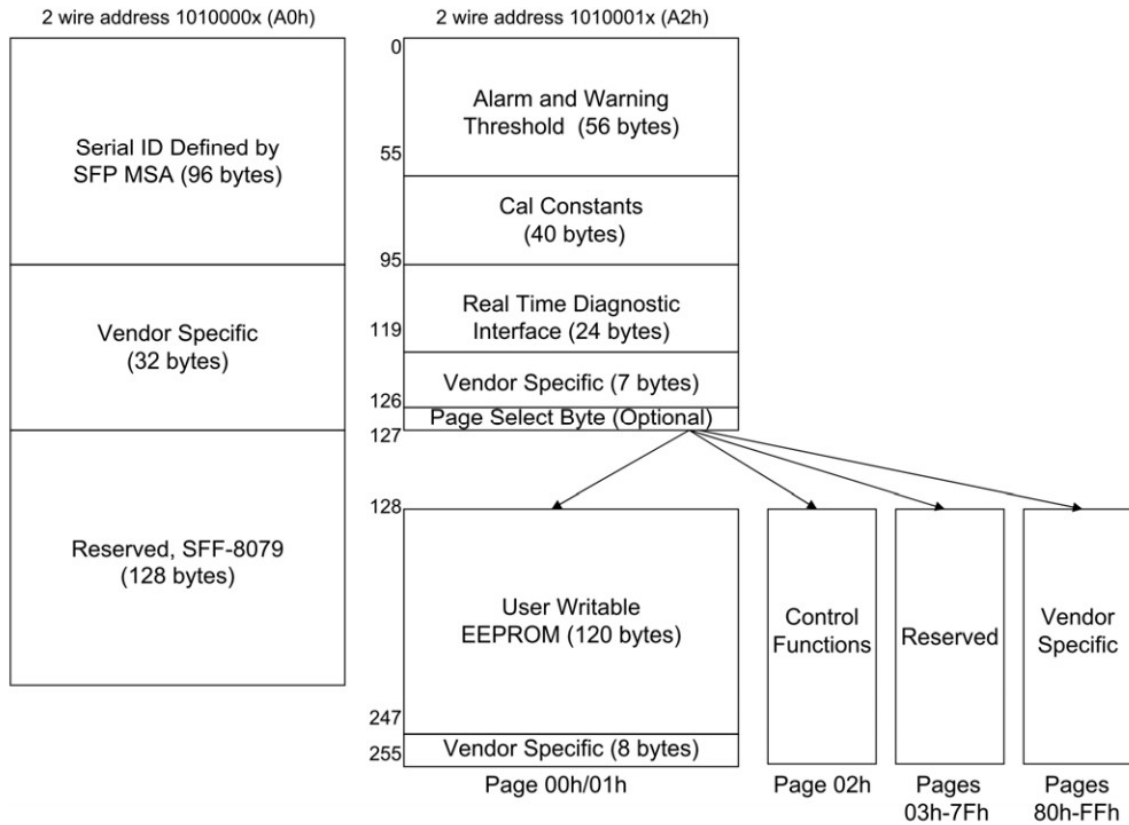 2 wire address 1010000x (A0h)
Serial ID Defined by
SFP MSA (96 bytes)
Vendor Specific
(32 bytes)
Reserved, SFF-8079
(128 bytes)
2 wire address 1010001x (A2h)
0
Alarm and Warning
Threshold (56 bytes)
55
Cal Constants
(40 bytes)
95
Real Time Diagnostic
Interface (24 bytes)
119
Vendor Specific (7 bytes)
126
Page Select Byte (Optional)
127
128
User Writable
EEPROM (120 bytes)
247
Vendor Specific (8 bytes)
255
Page 00h/01h
Control
Functions
Page 02h
Reserved
Pages
03h-7Fh
Vendor
Specific
Pages
80h-FFh